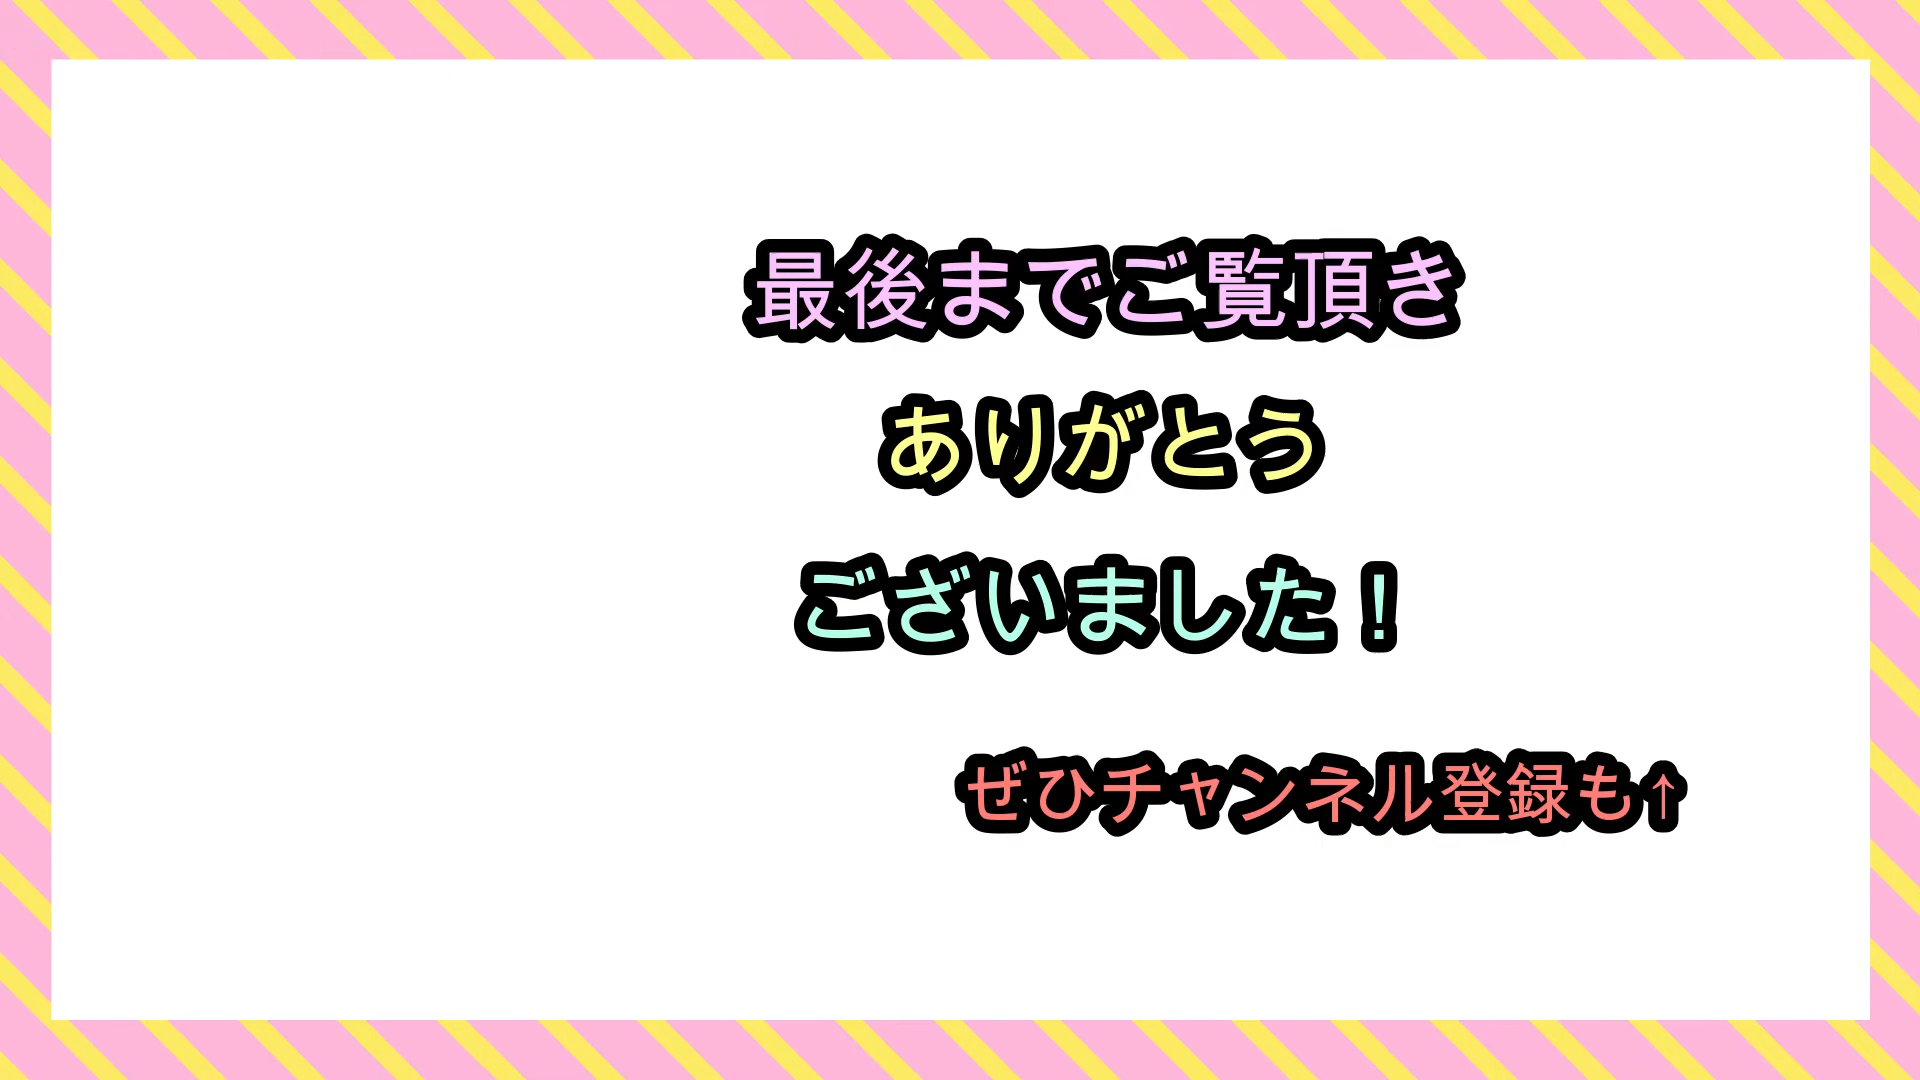 最後までご覧頂き
ありがとう
ございました！
ぜひチャンネル登録も↑